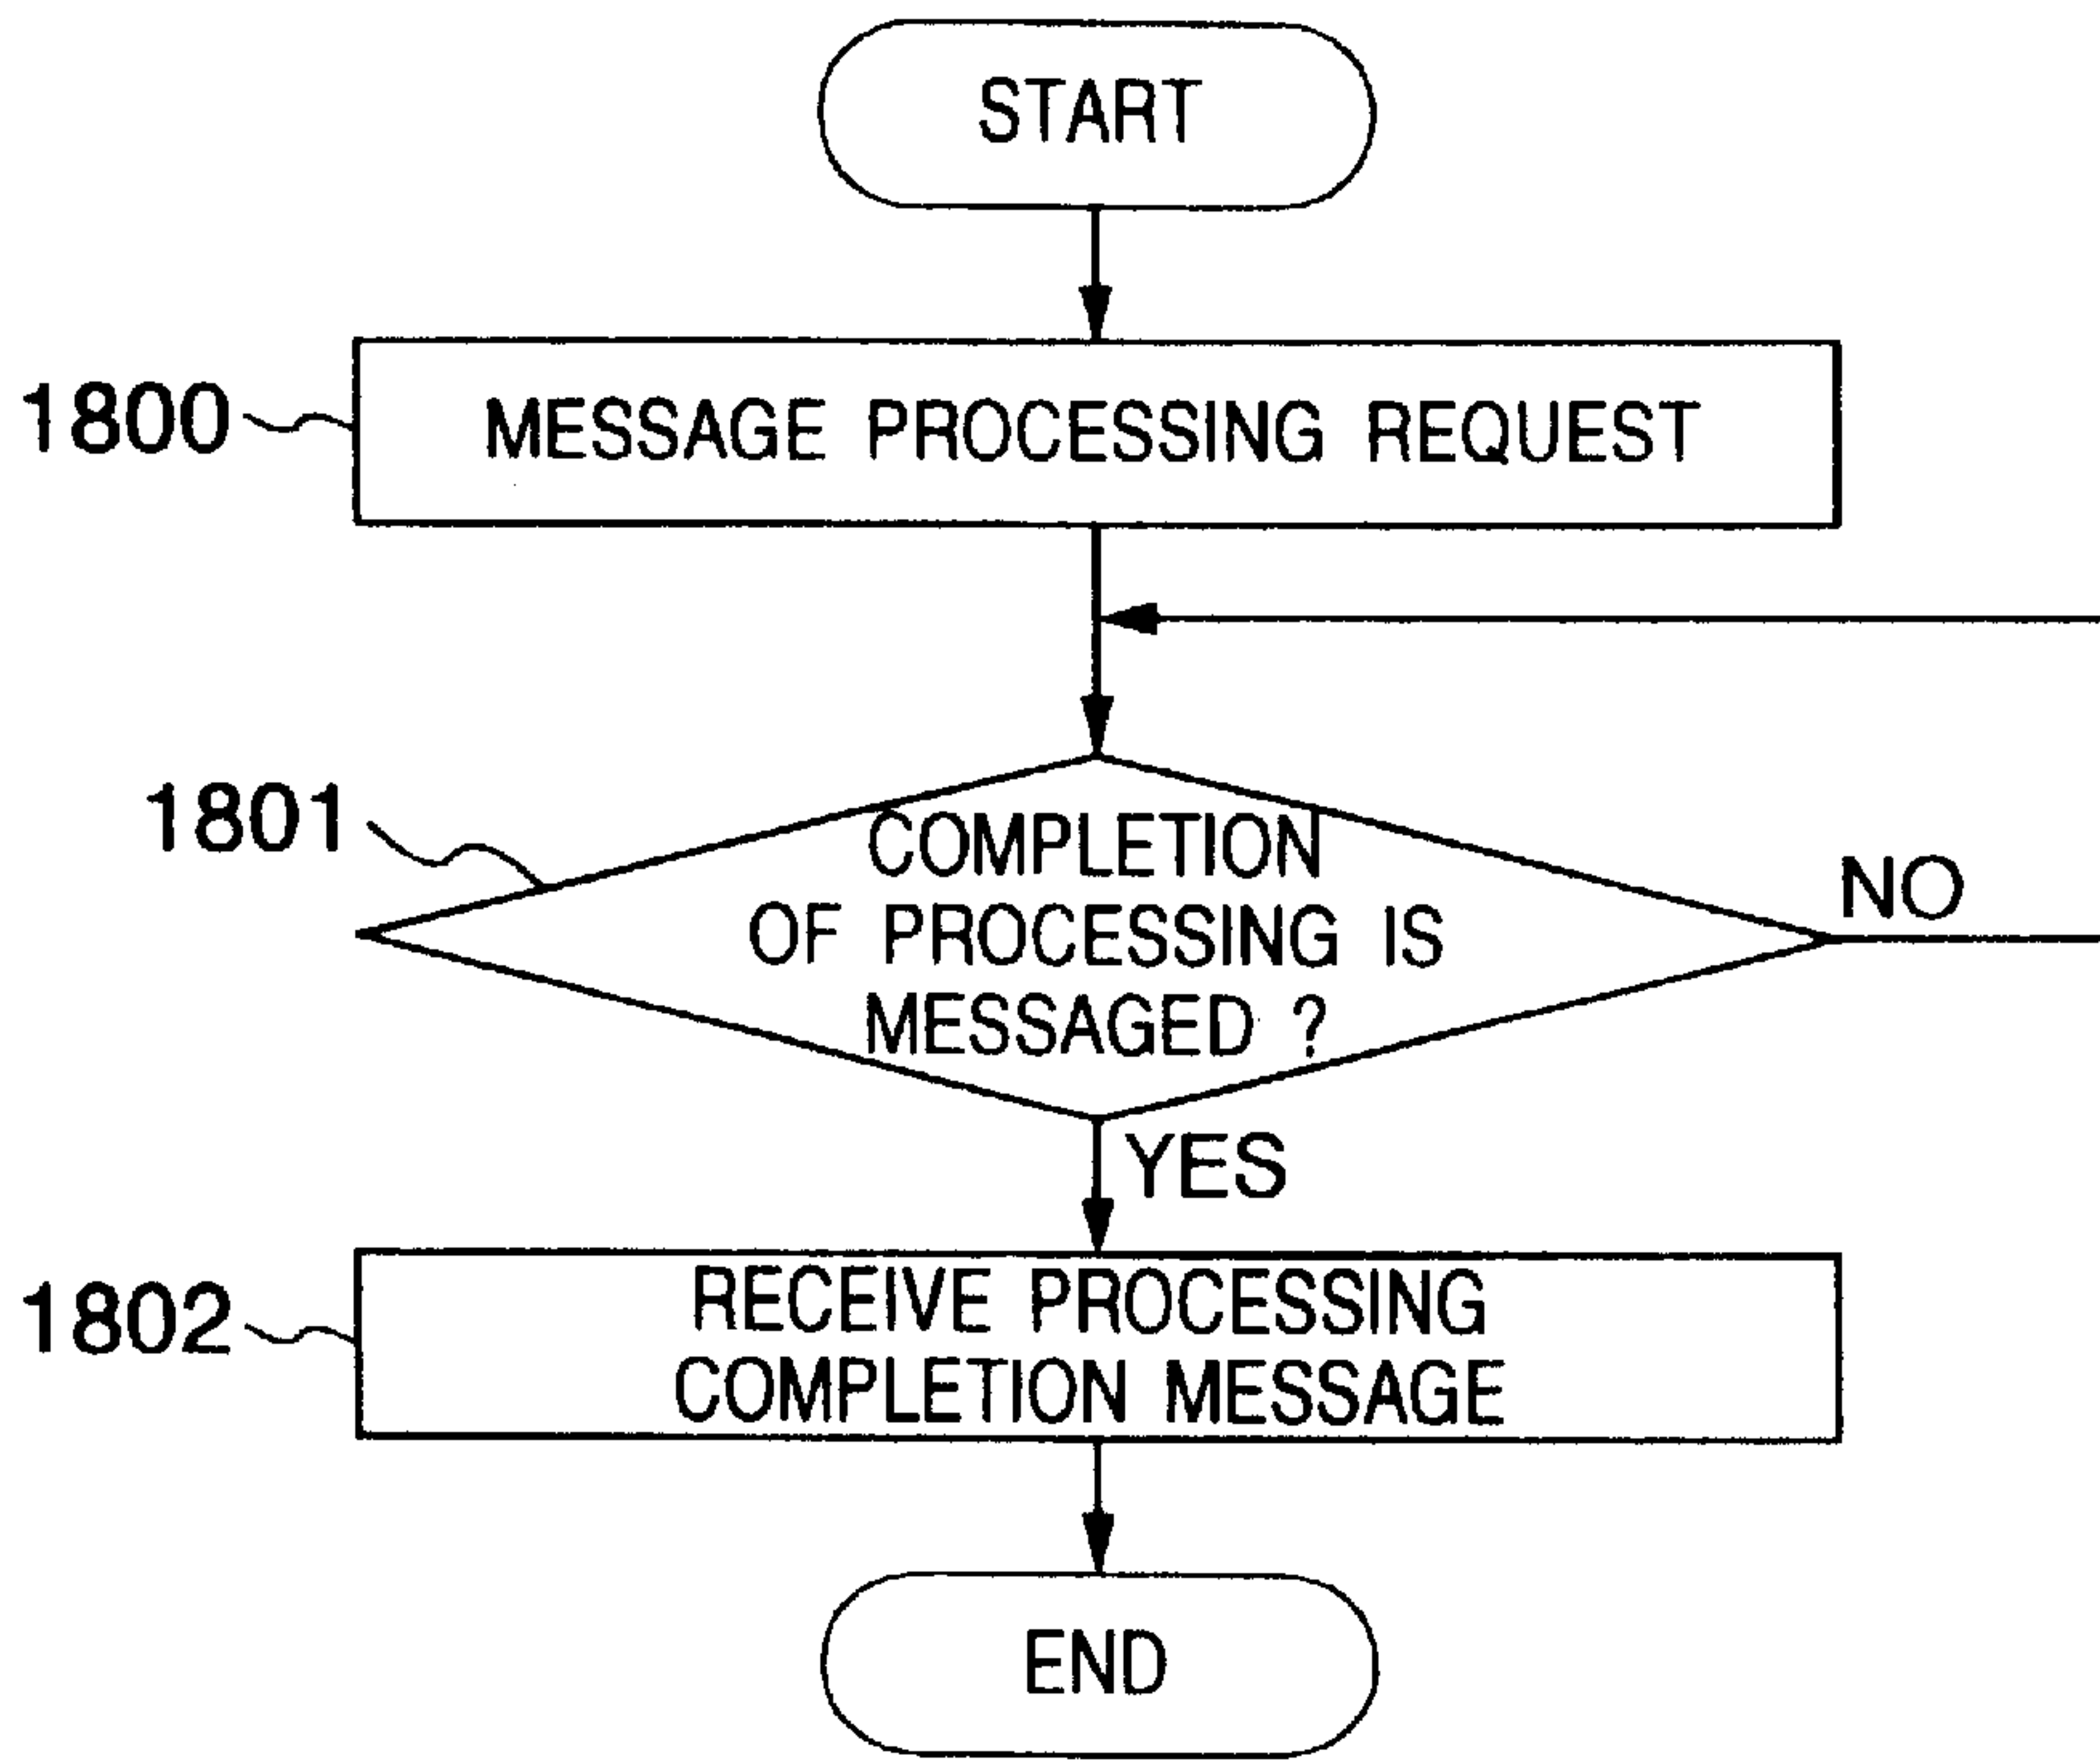 START
1800
MESSAGE PROCESSING REQUEST
1801
COMPLETION
OF PROCESSING IS
MESSAGED ?
NO
YES
1802
RECEIVE PROCESSING
COMPLETION MESSAGE
END